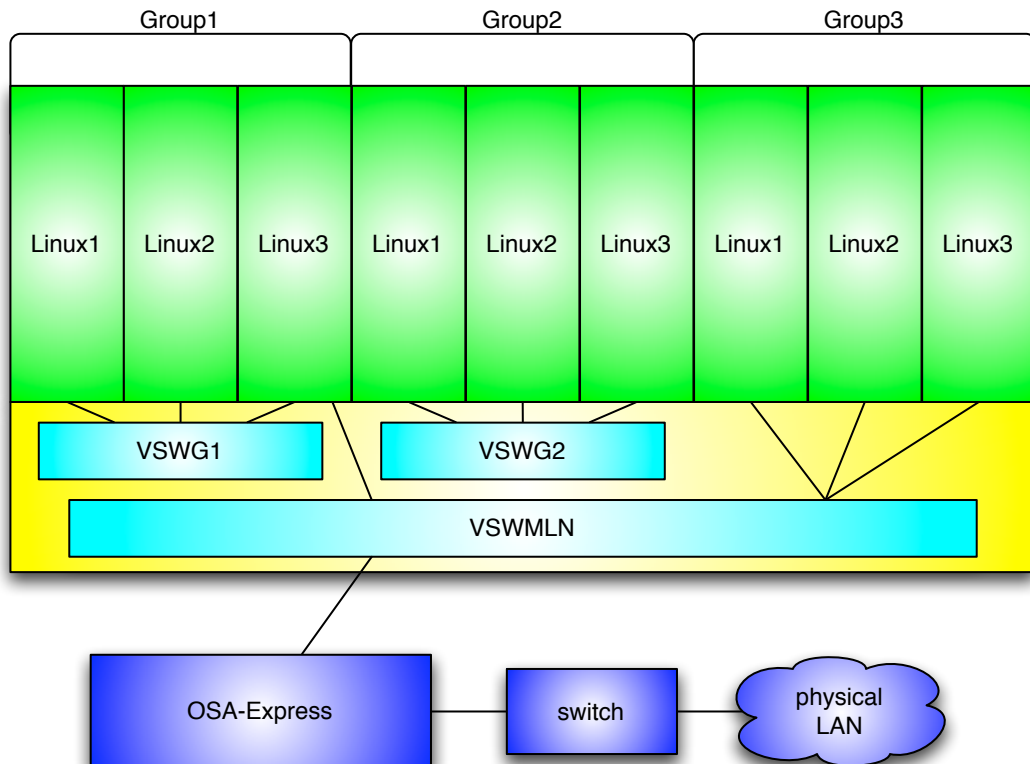 Group1
Group2
Group3
Linux1
Linux2
Linux3
Linux1
Linux2
Linux3
Linux1
Linux2
Linux3
VSWG1
VSWG2
VSWMLN
OSA-Express
switch
physical
LAN